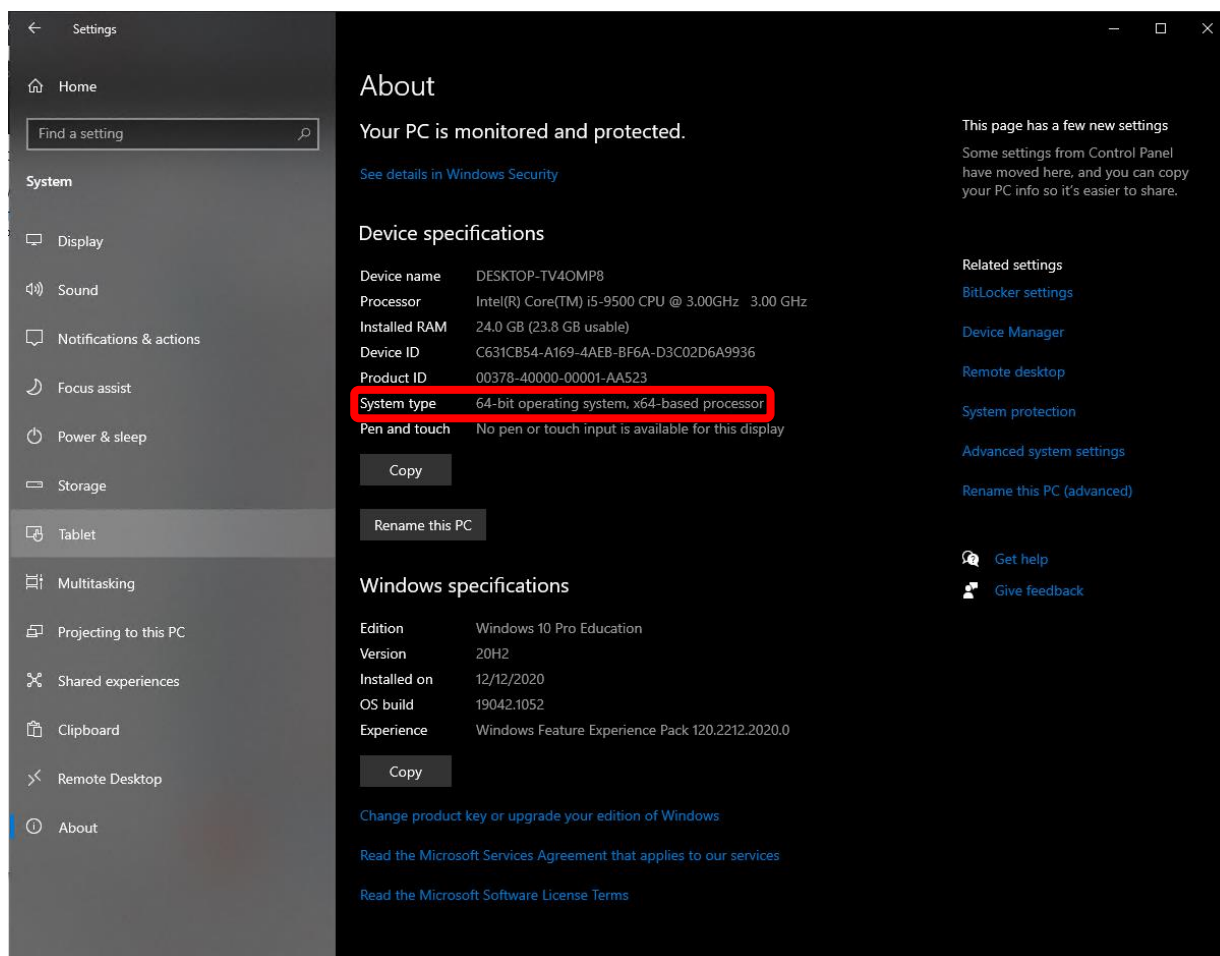 Settings
Home
Find a setting
System
Display
Sound
Notifications & actions
Focus assist
Power & sleep
Storage
Tablet
Multitasking
Projecting to this PC
Shared experiences
Clipboard
Remote Desktop
About
About
Your PC is monitored and protected.
See details in Windows Security
Device specifications
Device name DESKTOP-TV4OMP8
Processor Intel(R) Core(TM) i5-9500 CPU @ 3.00GHz 3.00 GHz
Installed RAM 24.0 GB (23.8 GB usable)
Device ID C631CB54-A169-4AEB-BF6A-D3C02D6A9936
Product ID 00378-40000-00001-AA523
System type 64-bit operating system, x64-based processor
Pen and touch No pen or touch input is available for this display
Copy
Rename this PC
Windows specifications
Edition Windows 10 Pro Education
Version 20H2
Installed on 12/12/2020
OS build 19042.1052
Experience Windows Feature Experience Pack 120.2212.2020.0
Copy
Change product key or upgrade your edition of Windows
Read the Microsoft Services Agreement that applies to our services
Read the Microsoft Software License Terms
This page has a few new settings
Some settings from Control Panel
have moved here, and you can copy
your PC info so it's easier to share.
Related settings
BitLocker settings
Device Manager
Remote desktop
System protection
Advanced system settings
Rename this PC (advanced)
Get help
Give feedback